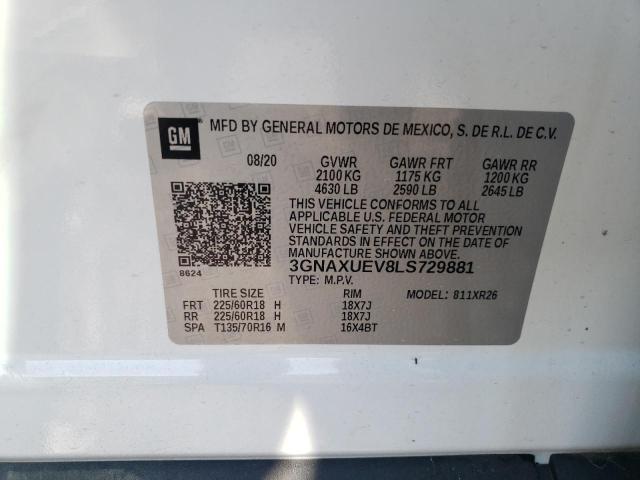 GM MFD BY GENERAL MOTORS DE MEXICO, S. DE R.L. DE C.V.
08/20 GVWR GAWR FRT GAWR RR
2100 KG 1175 KG 1200 KG
4630 LB 2590 LB 2645 LB
THIS VEHICLE CONFORMS TO ALL
APPLICABLE U.S. FEDERAL MOTOR
VEHICLE SAFETY AND THEFT PREVENTION
STANDARDS IN EFFECT ON THE DATE
OF MANUFACTURE SHOWN ABOVE.
8624 3GNAXUEV8LS729881
TYPE: M.P.V.
TIRE SIZE RIM MODEL: 811XR26
FRT 225/60R18 H 18X7J
RR 225/60R18 H 18X7J
SPA T135/70R16 M 16X4BT